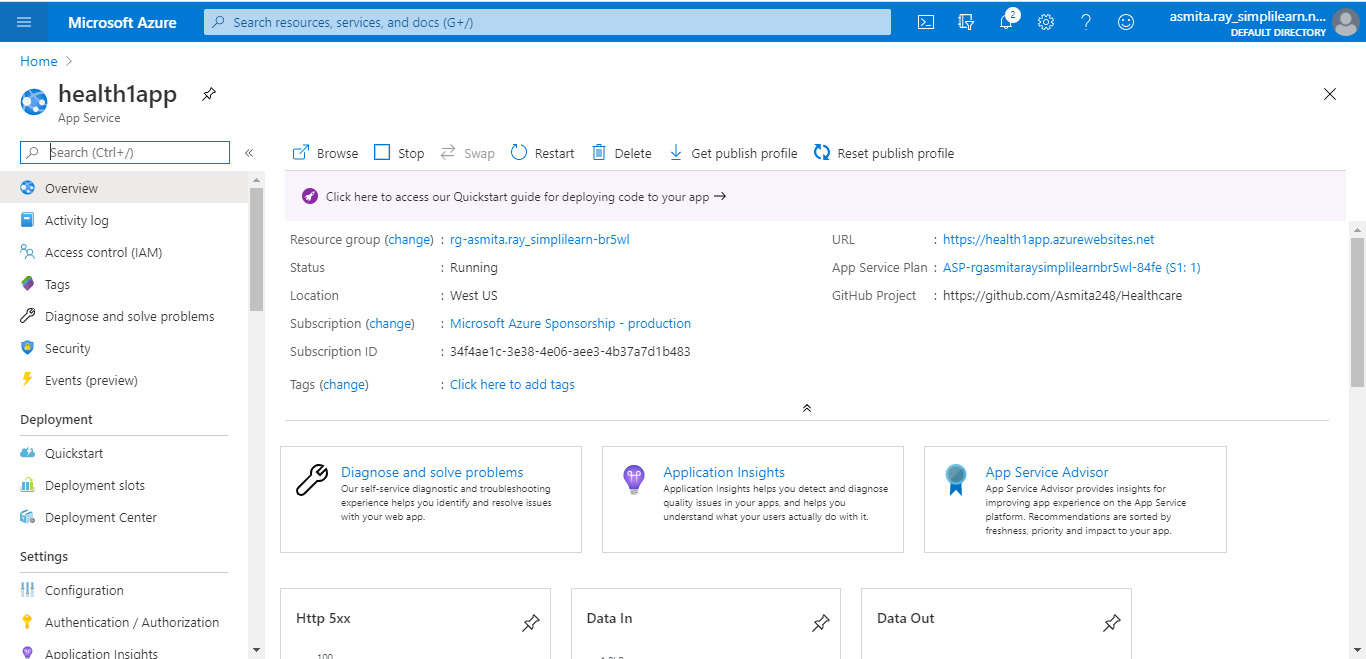 Microsoft Azure
Search resources, services, and docs (G+/)
2
asmita.ray_simplilearn.n...
DEFAULT DIRECTORY
Home
health1app
App Service
Search (Ctrl+/)
Browse Stop Swap Restart Delete Get publish profile Reset publish profile
Overview
Activity log
Access control (IAM)
Tags
Diagnose and solve problems
Security
Events (preview)
Deployment
Quickstart
Deployment slots
Deployment Center
Settings
Configuration
Authentication / Authorization
Application Insights
Click here to access our Quickstart guide for deploying code to your app →
Resource group (change) : rg-asmita.ray_simplilearn-br5wl
Status : Running
Location : West US
Subscription (change) : Microsoft Azure Sponsorship - production
Subscription ID : 34f4ae1c-3e38-4e06-aee3-4b37a7d1b483
Tags (change) : Click here to add tags
URL : https://health1app.azurewebsites.net
App Service Plan : ASP-rgasmitaraysimplilearnbr5wl-84fe (S1: 1)
GitHub Project : https://github.com/Asmita248/Healthcare
Diagnose and solve problems
Our self-service diagnostic and troubleshooting
experience helps you identify and resolve issues
with your web app.
Application Insights
Application Insights helps you detect and diagnose
quality issues in your apps, and helps you
understand what your users actually do with it.
App Service Advisor
App Service Advisor provides insights for
improving app experience on the App Service
platform. Recommendations are sorted by
freshness, priority and impact to your app.
Http 5xx
100
Data In
Data Out